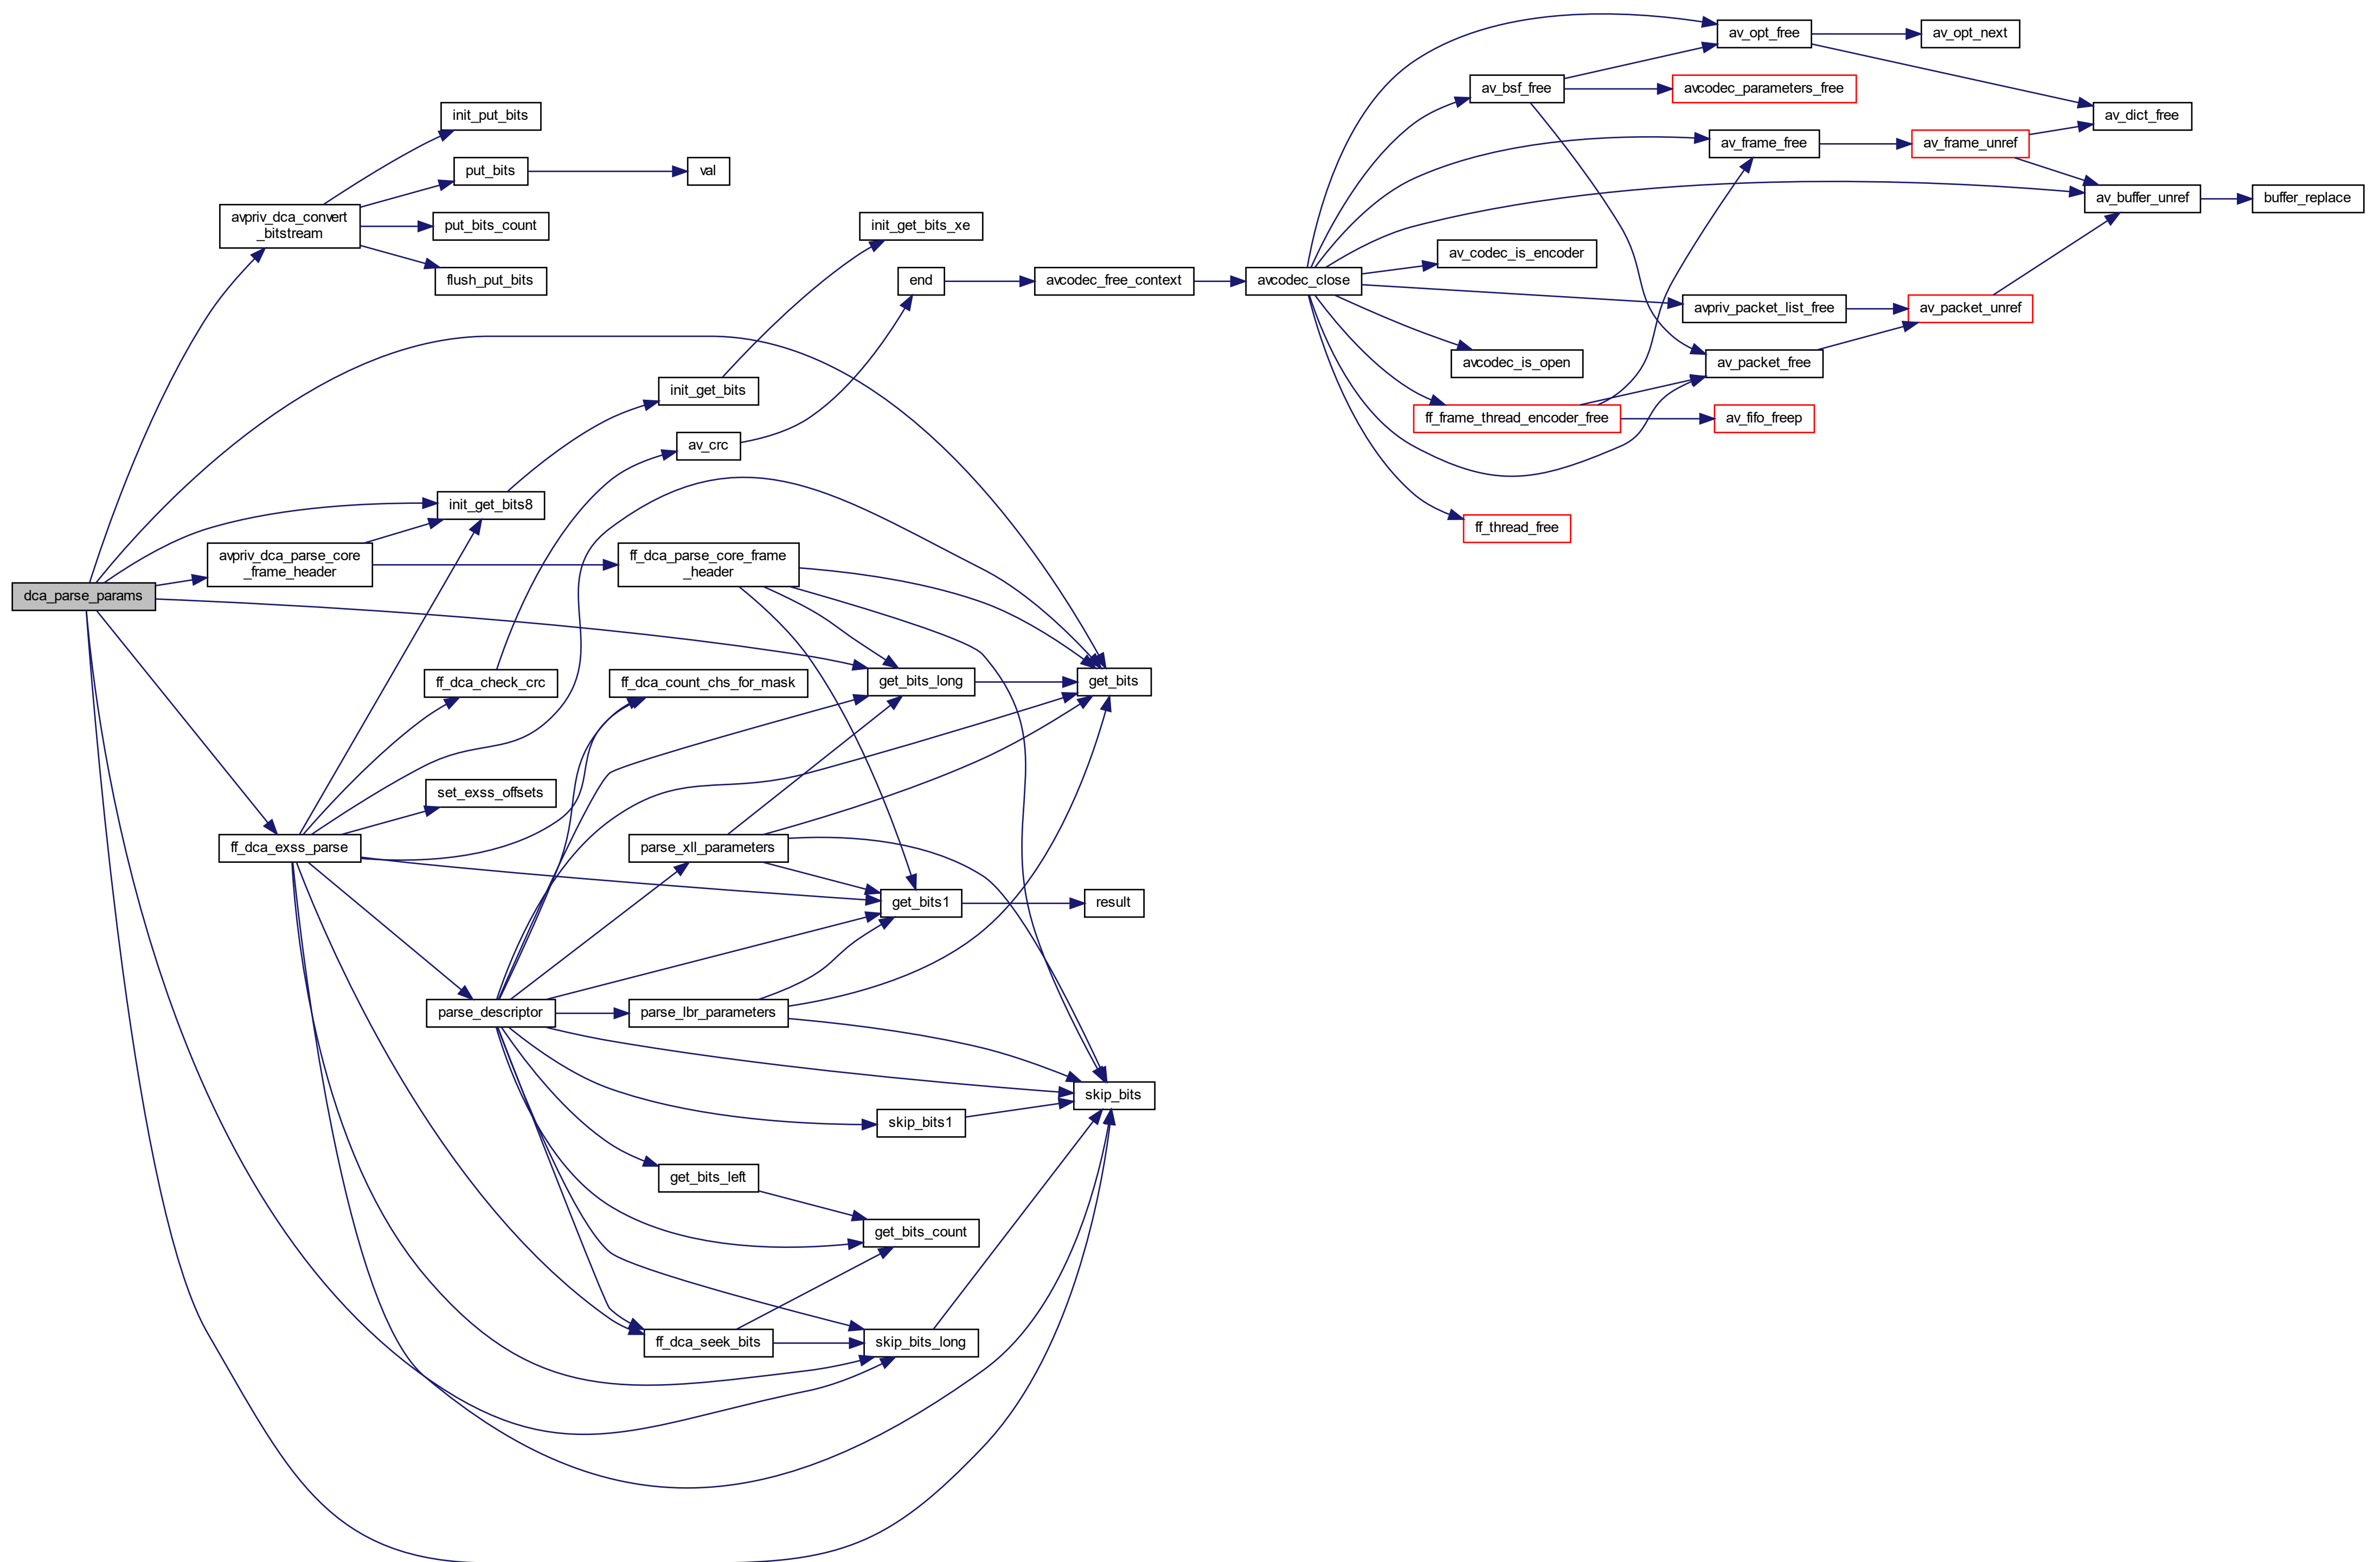 av_opt_free
av_opt_next
av_bsf_free
avcodec_parameters_free
init_put_bits
av_dict_free
av_frame_free
av_frame_unref
put_bits
val
av_buffer_unref
buffer_replace
avpriv_dca_convert
_bitstream
put_bits_count
init_get_bits_xe
av_codec_is_encoder
flush_put_bits
end
avcodec_free_context
avcodec_close
avpriv_packet_list_free
av_packet_unref
avcodec_is_open
av_packet_free
init_get_bits
ff_frame_thread_encoder_free
av_fifo_freep
av_crc
init_get_bits8
ff_thread_free
avpriv_dca_parse_core
_frame_header
ff_dca_parse_core_frame
_header
dca_parse_params
ff_dca_check_crc
ff_dca_count_chs_for_mask
get_bits_long
get_bits
set_exss_offsets
ff_dca_exss_parse
parse_xll_parameters
get_bits1
result
parse_descriptor
parse_lbr_parameters
skip_bits
skip_bits1
get_bits_left
get_bits_count
ff_dca_seek_bits
skip_bits_long